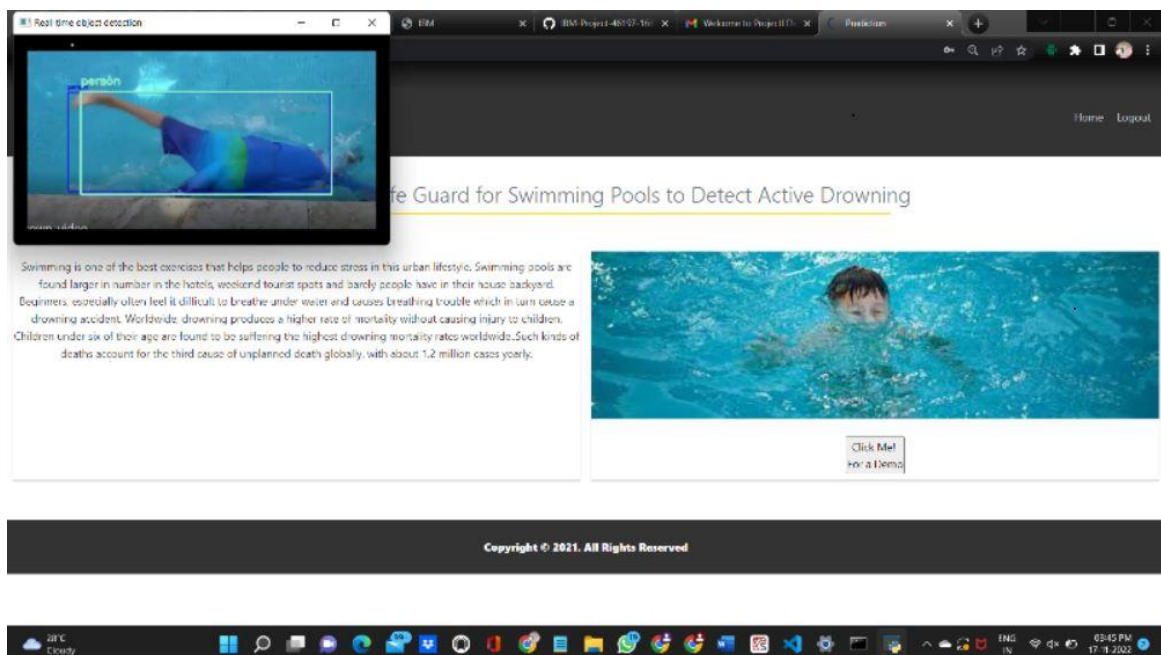 Real-time object detection
IBM
IBM-Project-46197-166
Welcome to Project
Prediction
person
Home Logout
fe Guard for Swimming Pools to Detect Active Drowning
Swimming is one of the best exercises that helps people to reduce stress in this urban lifestyle. Swimming pools are
found larger in number in the hotels, weekend tourist spots and barely people have in their house backyard.
Beginners, especially often feel it difficult to breathe under water and causes breathing trouble which in turn cause a
drowning accident. Worldwide, drowning produces a higher rate of mortality without causing injury to children.
Children under six of their age are found to be suffering the highest drowning mortality rates worldwide..Such kinds of
deaths account for the third cause of unplanned death globally, with about 1.2 million cases yearly.
Click Me!
For a Demo
Copyright © 2021. All Rights Reserved
28°C
Cloudy
ENG
IN
03:45 PM
17-11-2022